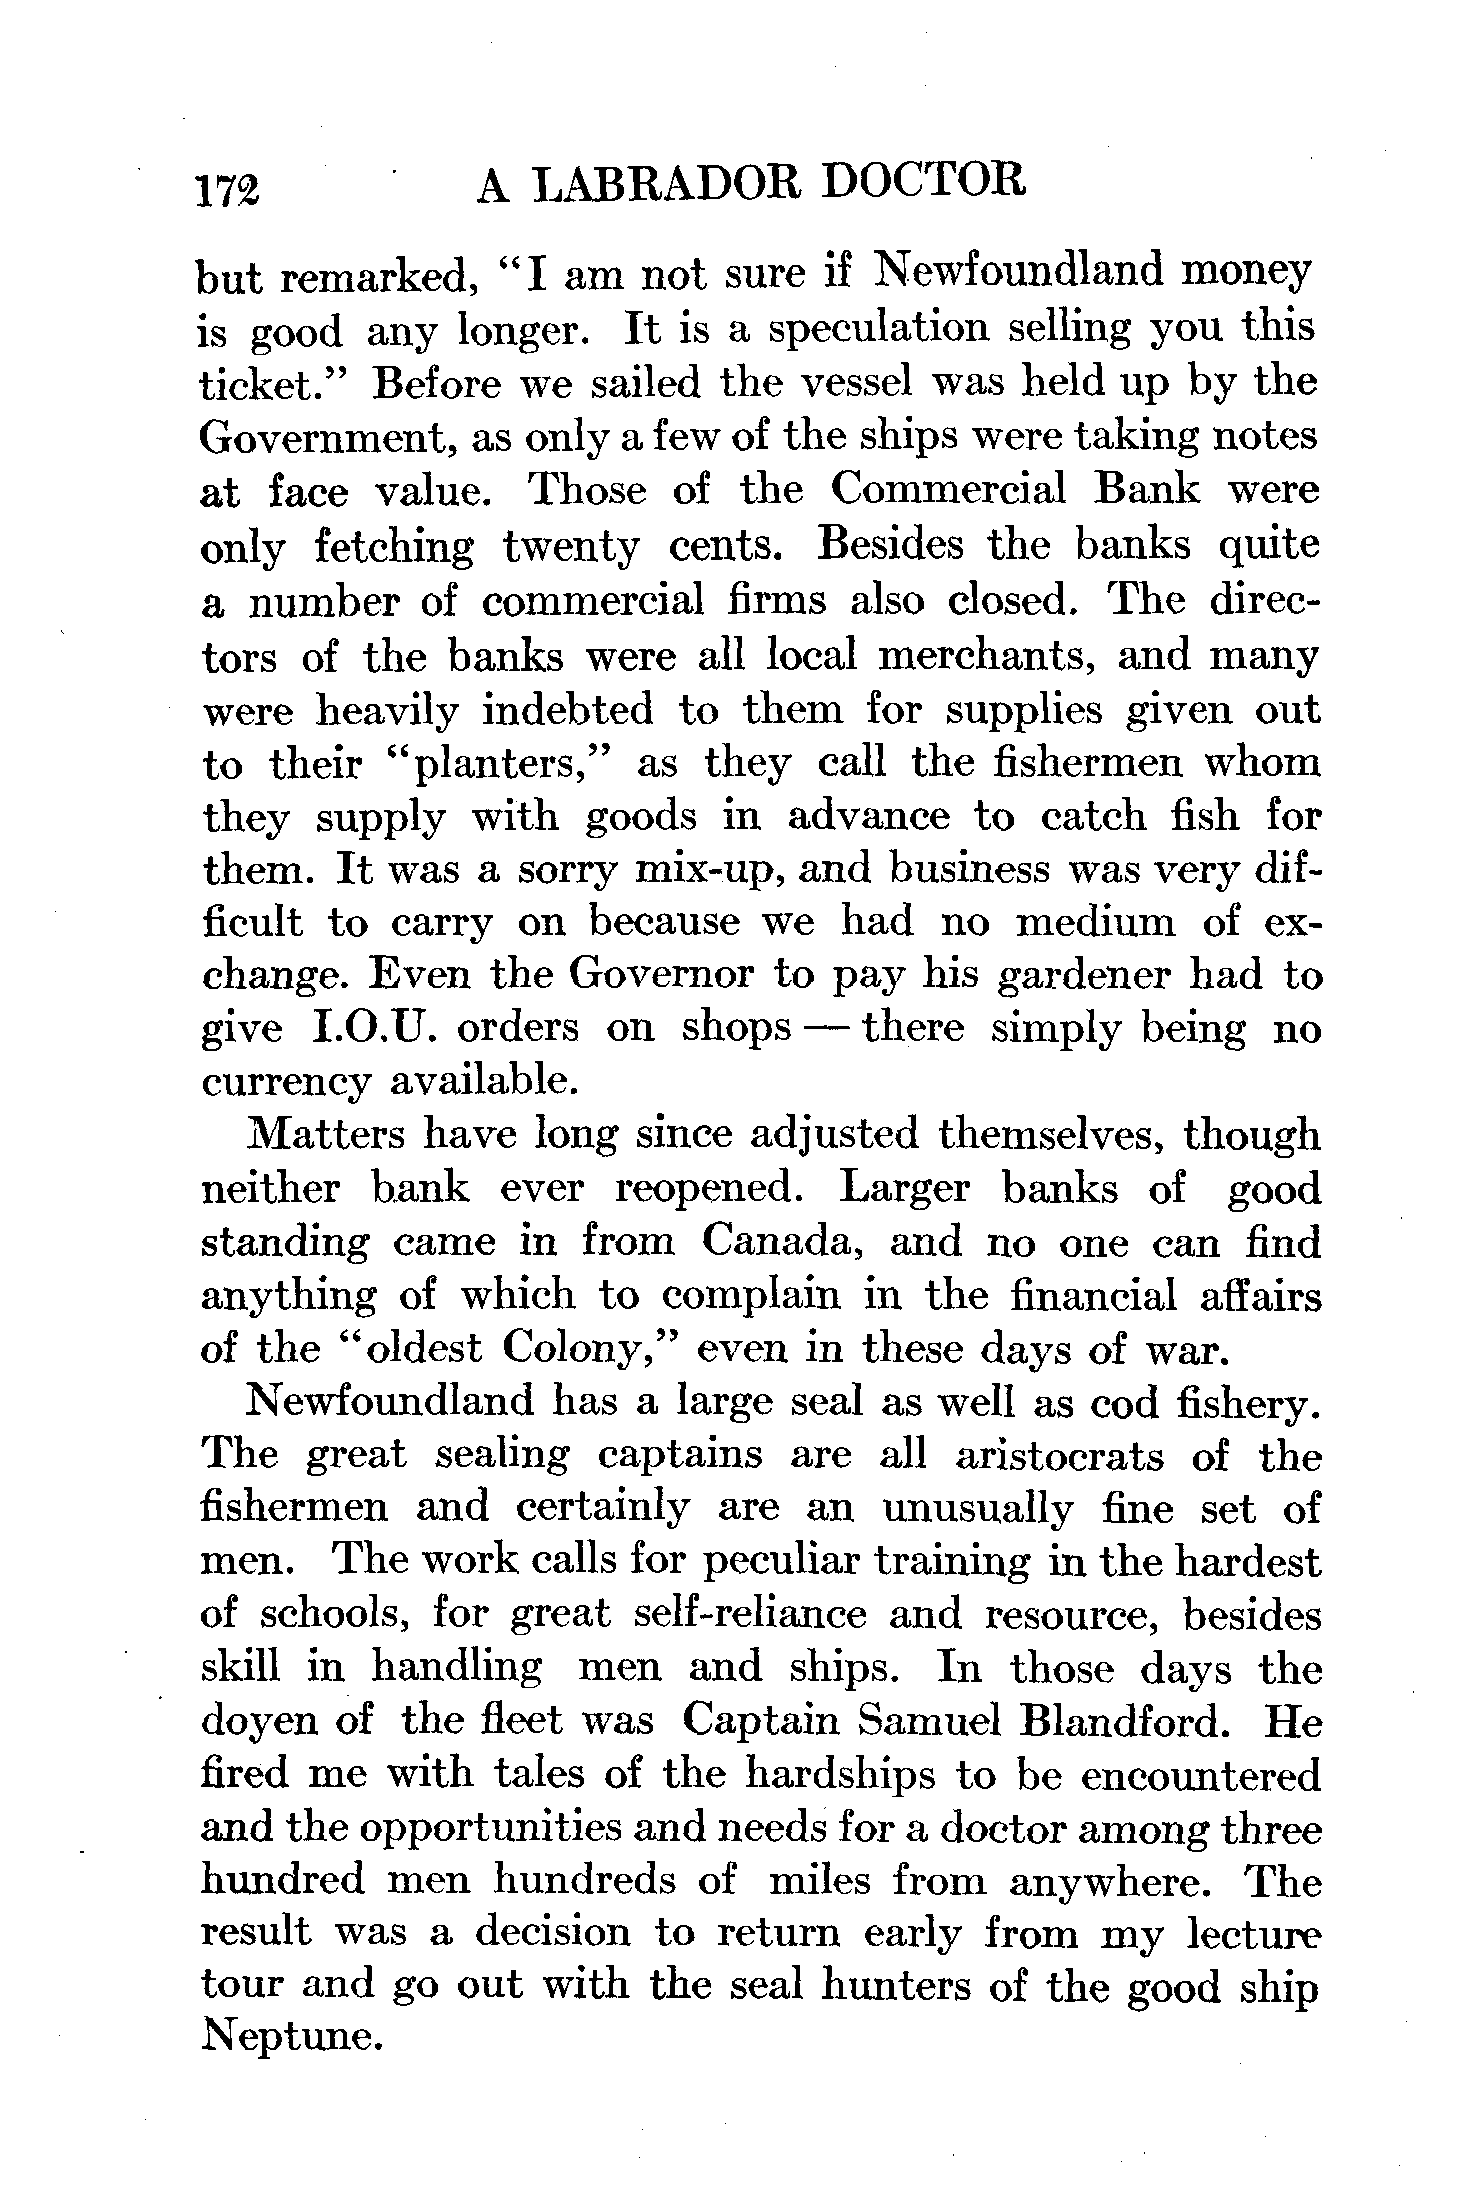 172 A LABRADOR DOCTOR
but remarked, “I am not sure if Newfoundland money
is good any longer. It is a speculation selling you this
ticket.” Before we sailed the vessel was held up by the
Government, as only a few of the ships were taking notes
at face value. Those of the Commercial Bank were
only fetching twenty cents. Besides the banks quite
a number of commercial firms also closed. The direc-
tors of the banks were all local merchants, and many
were heavily indebted to them for supplies given out
to their “planters,” as they call the fishermen whom
they supply with goods in advance to catch fish for
them. It was a sorry mix-up, and business was very dif-
ficult to carry on because we had no medium of ex-
change. Even the Governor to pay his gardener had to
give I.O.U. orders on shops — there simply being no
currency available.
Matters have long since adjusted themselves, though
neither bank ever reopened. Larger banks of good
standing came in from Canada, and no one can find
anything of which to complain in the financial affairs
of the “oldest Colony,” even in these days of war.
Newfoundland has a large seal as well as cod fishery.
The great sealing captains are all aristocrats of the
fishermen and certainly are an unusually fine set of
men. The work calls for peculiar training in the hardest
of schools, for great self-reliance and resource, besides
skill in handling men and ships. In those days the
doyen of the fleet was Captain Samuel Blandford. He
fired me with tales of the hardships to be encountered
and the opportunities and needs for a doctor among three
hundred men hundreds of miles from anywhere. The
result was a decision to return early from my lecture
tour and go out with the seal hunters of the good ship
Neptune.